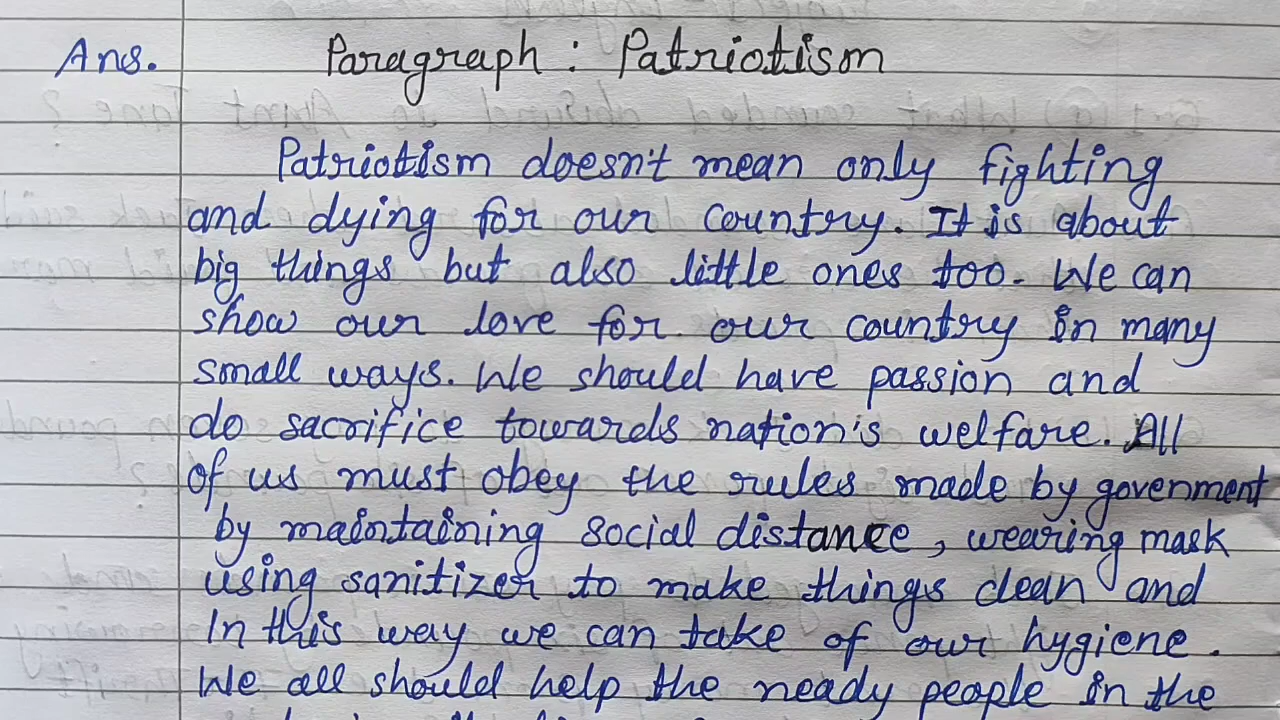 Ans. Paragraph : Patriotism
Patriotism doesn't mean only fighting
and dying for our country. It is about
big things but also little ones too. We can
show our love for our country in many
small ways. We should have passion and
do sacrifice towards nation's welfare. All
of us must obey the rules made by govenment
by maintaining social distance, wearing mask
using sanitizer to make things clean and
In this way we can take of our hygiene.
We all should help the neady people in the